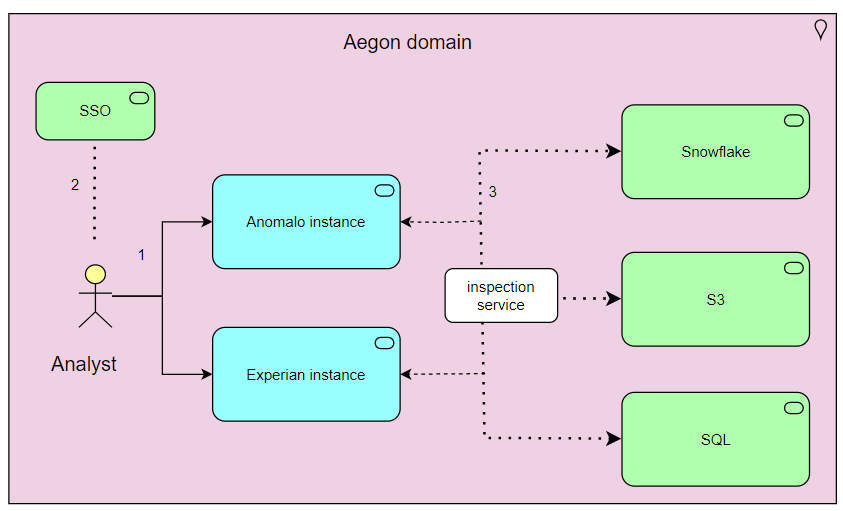 Aegon domain
SSO
2
Snowflake
3
Anomalo instance
1
inspection
service
S3
Analyst
Experian instance
SQL